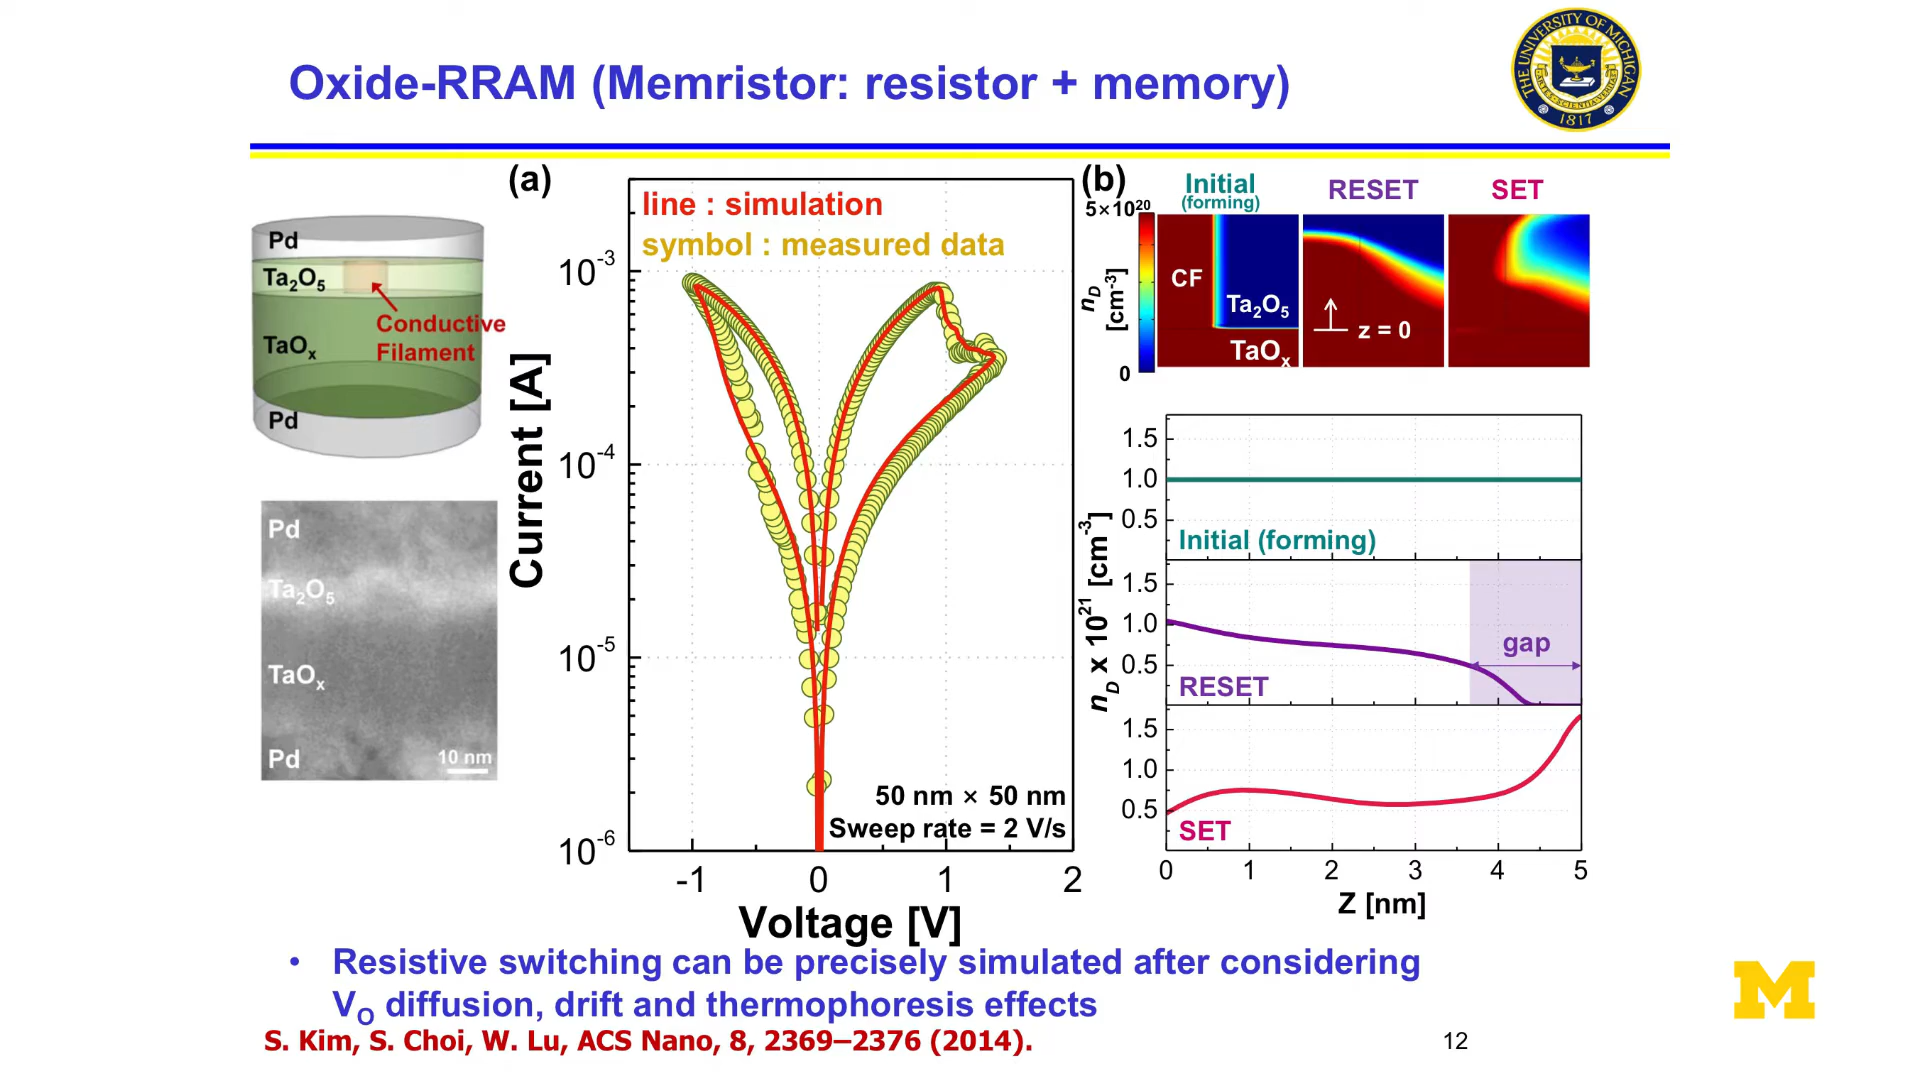 Oxide-RRAM (Memristor: resistor + memory)
THE UNIVERSITY OF MICHIGAN
ARTES SCIENTIA VERITAS
1817
Pd
Ta2O5
Conductive
Filament
TaOx
Pd
Pd
Ta2O5
TaOx
Pd
10 nm
(a)
line : simulation
symbol : measured data
Current [A]
10-3
10-4
10-5
10-6
50 nm × 50 nm
Sweep rate = 2 V/s
-1 0 1 2
Voltage [V]
(b)
Initial
(forming)
RESET
SET
5×1020
nD
[cm-3]
0
CF
Ta2O5
TaOx
z = 0
nD x 1021 [cm-3]
1.5
1.0
0.5
Initial (forming)
1.5
1.0
0.5
gap
RESET
1.5
1.0
0.5
SET
0 1 2 3 4 5
Z [nm]
• Resistive switching can be precisely simulated after considering
VO diffusion, drift and thermophoresis effects
S. Kim, S. Choi, W. Lu, ACS Nano, 8, 2369–2376 (2014).
12
M